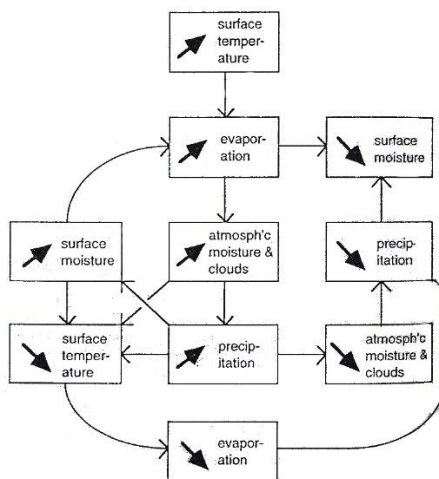 surface
temper-
ature
evapor-
ation
surface
moisture
surface
moisture
atmosph'c
moisture &
clouds
precip-
itation
surface
temper-
ature
precip-
itation
atmosph'c
moisture
& clouds
evapor-
ation